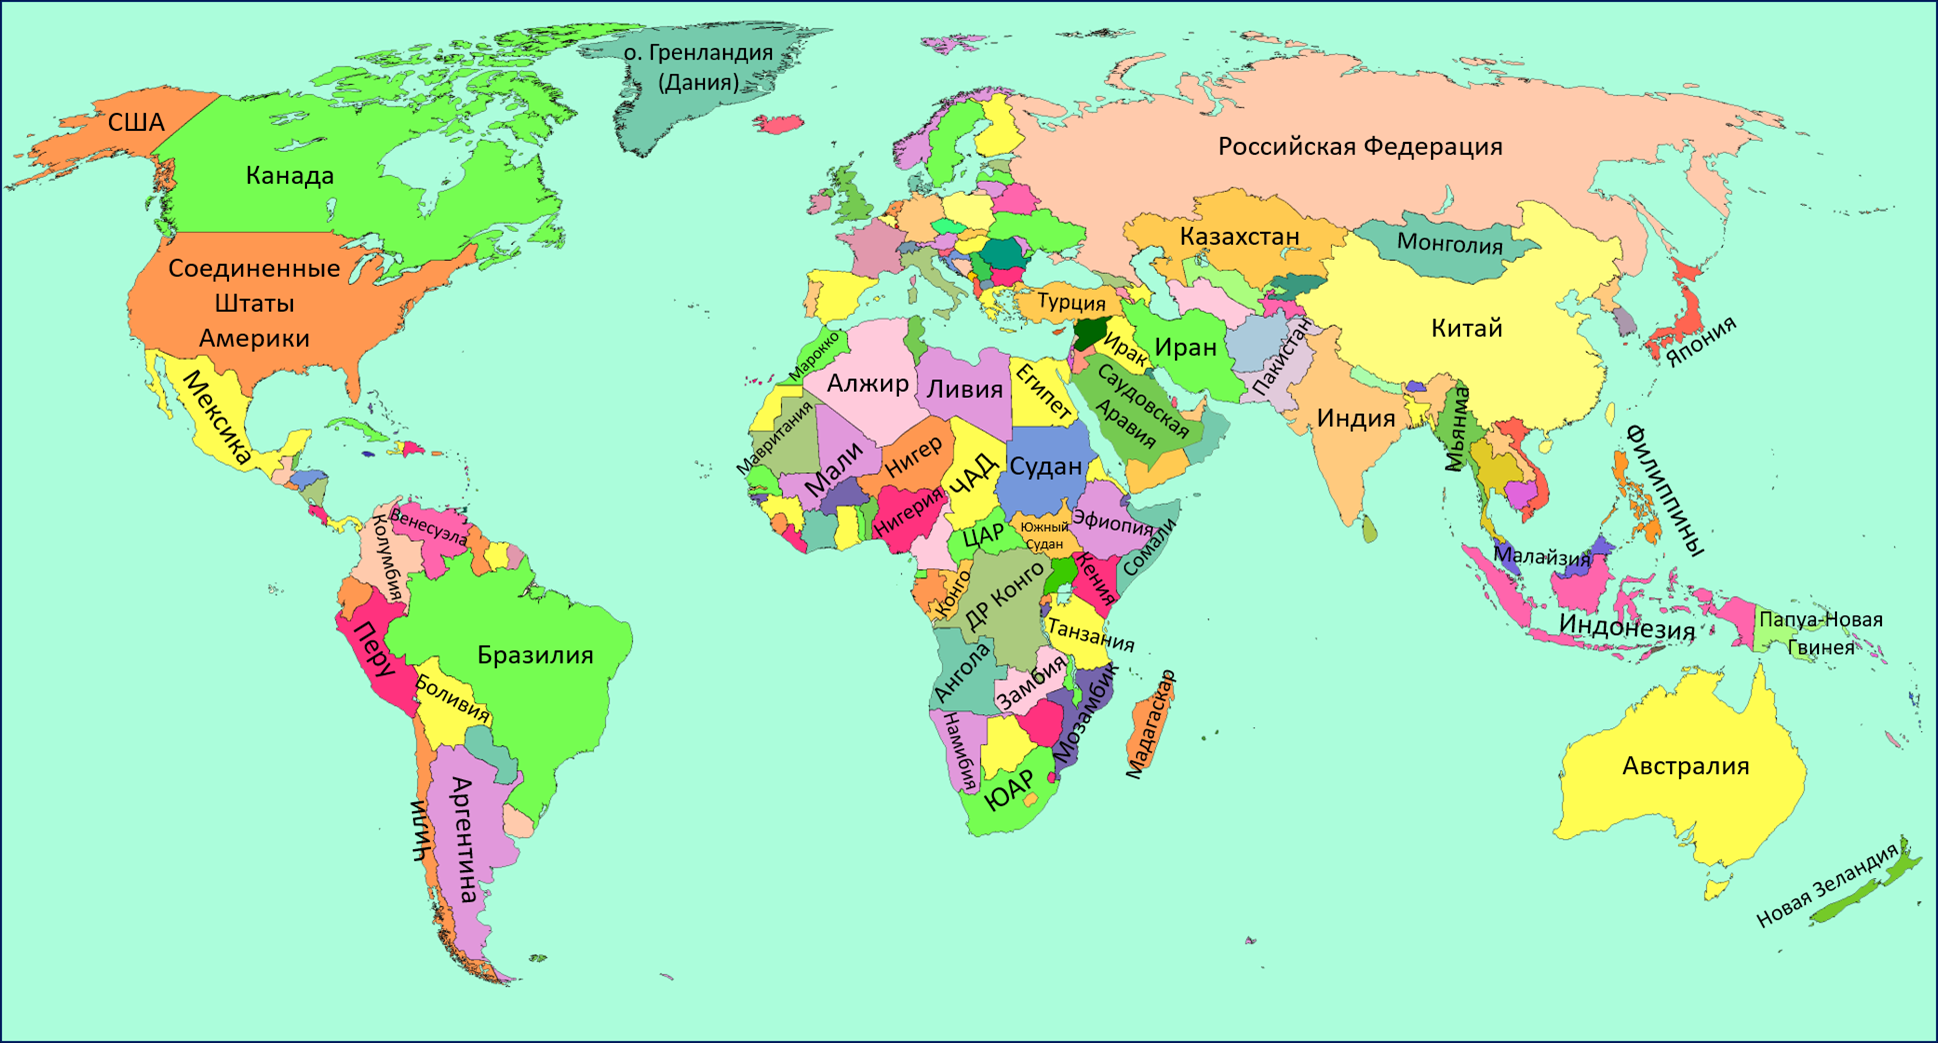 о. Гренландия
(Дания)
США
Канада
Российская Федерация
Соединенные
Штаты
Америки
Казахстан
Монголия
Турция
Китай
Япония
Марокко
Алжир
Ливия
Египет
Ирак
Иран
Пакистан
Саудовская
Аравия
Индия
Мьянма
Филиппины
Мексика
Мавритания
Мали
Нигер
ЧАД
Судан
Нигерия
ЦАР
Южный
Судан
Эфиопия
Сомали
Венесуэла
Колумбия
Малайзия
Конго
ДР Конго
Кения
Танзания
Индонезия
Папуа-Новая
Гвинея
Перу
Бразилия
Боливия
Ангола
Замбия
Мозамбик
Мадагаскар
Намибия
ЮАР
Австралия
Чили
Аргентина
Новая Зеландия